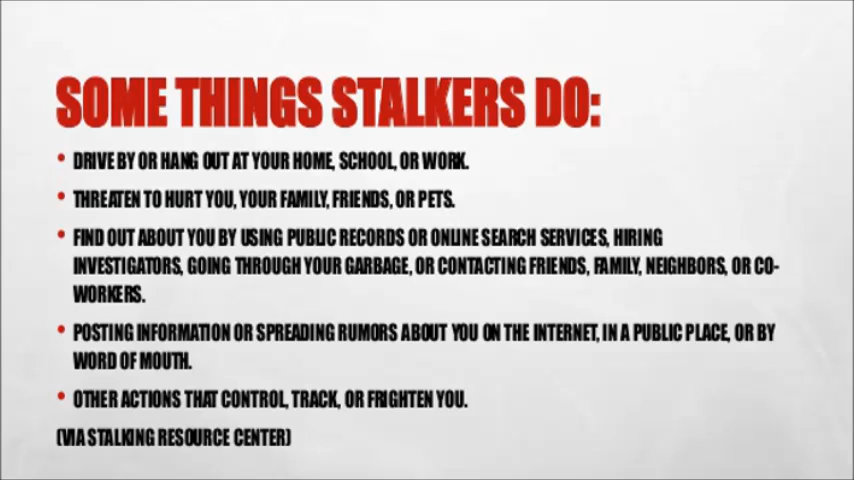 SOME THINGS STALKERS DO:
• DRIVE BY OR HANG OUT AT YOUR HOME, SCHOOL, OR WORK.
• THREATEN TO HURT YOU, YOUR FAMILY, FRIENDS, OR PETS.
• FIND OUT ABOUT YOU BY USING PUBLIC RECORDS OR ONLINE SEARCH SERVICES, HIRING
INVESTIGATORS, GOING THROUGH YOUR GARBAGE, OR CONTACTING FRIENDS, FAMILY, NEIGHBORS, OR CO-
WORKERS.
• POSTING INFORMATION OR SPREADING RUMORS ABOUT YOU ON THE INTERNET, IN A PUBLIC PLACE, OR BY
WORD OF MOUTH.
• OTHER ACTIONS THAT CONTROL, TRACK, OR FRIGHTEN YOU.
(VIA STALKING RESOURCE CENTER)